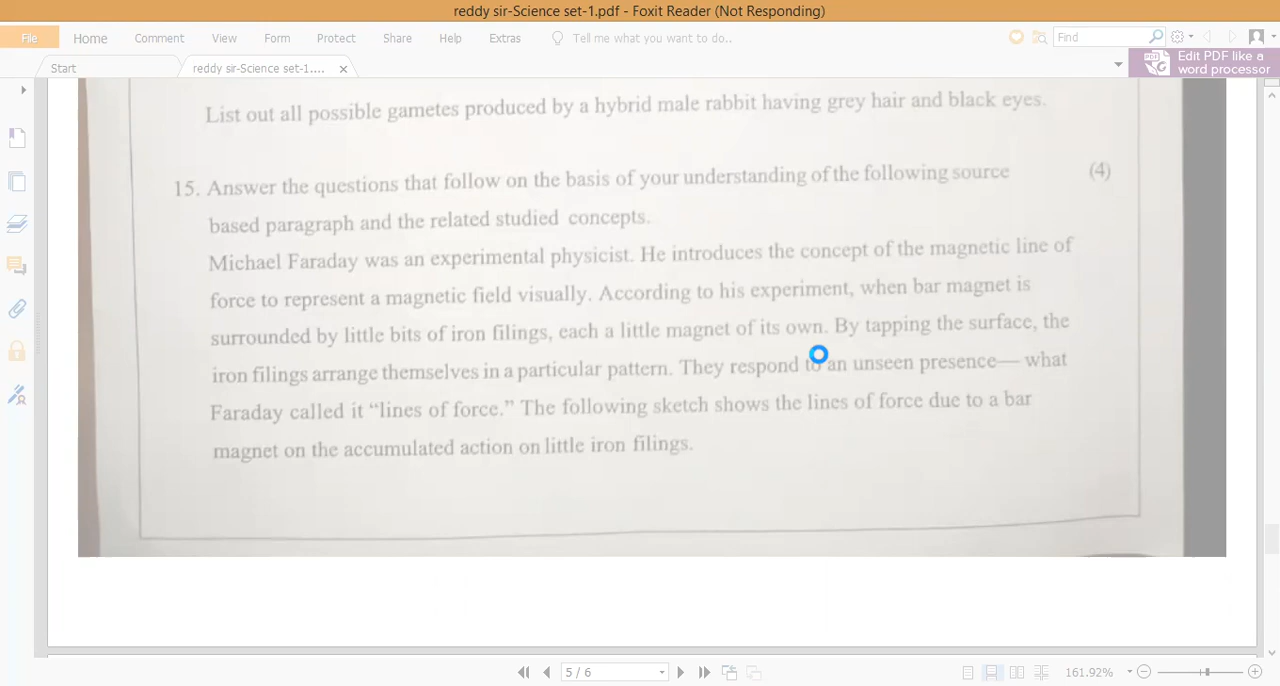 reddy sir-Science set-1.pdf - Foxit Reader (Not Responding)
File Home Comment View Form Protect Share Help Extras Tell me what you want to do.. Find
Start reddy sir-Science set-1.... Edit PDF like a
word processor
List out all possible gametes produced by a hybrid male rabbit having grey hair and black eyes.
15. Answer the questions that follow on the basis of your understanding of the following source (4)
based paragraph and the related studied concepts.
Michael Faraday was an experimental physicist. He introduces the concept of the magnetic line of
force to represent a magnetic field visually. According to his experiment, when bar magnet is
surrounded by little bits of iron filings, each a little magnet of its own. By tapping the surface, the
iron filings arrange themselves in a particular pattern. They respond to an unseen presence— what
Faraday called it “lines of force.” The following sketch shows the lines of force due to a bar
magnet on the accumulated action on little iron filings.
5 / 6 161.92%